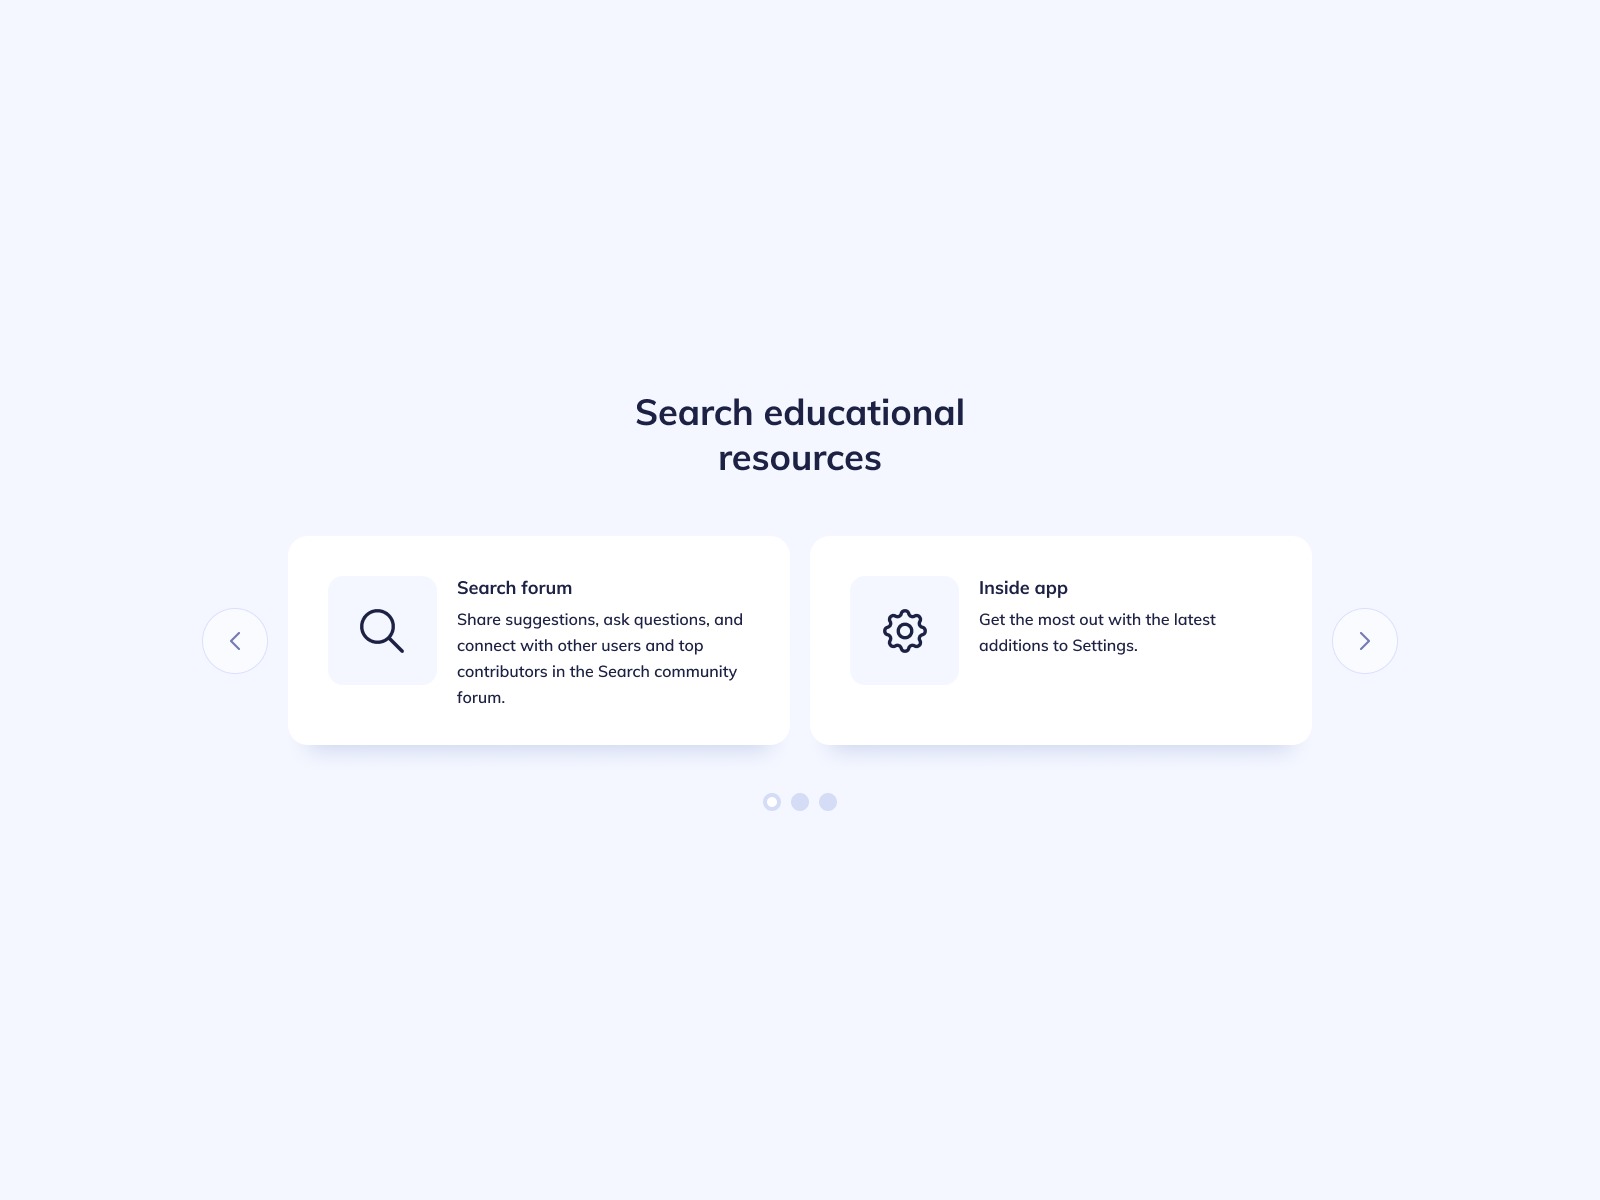 Search educational
resources
Search forum
Share suggestions, ask questions, and
connect with other users and top
contributors in the Search community
forum.
Inside app
Get the most out with the latest
additions to Settings.